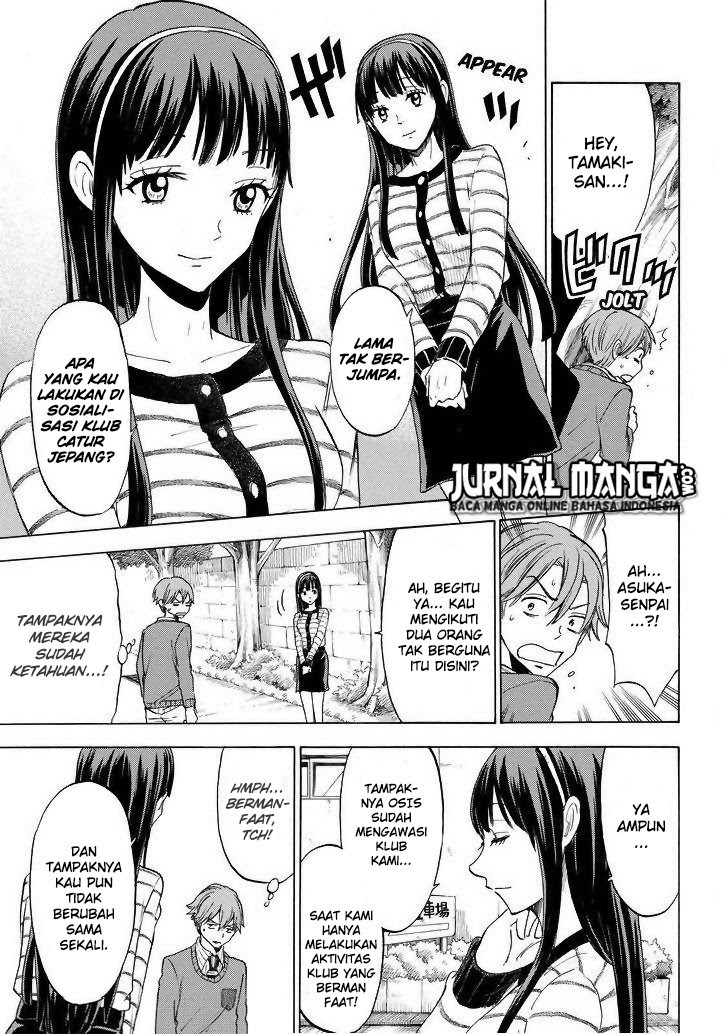 HEY,
TAMAKI-
SAN...!
ビクッ
JOLT
APPEAR
ザッ
LAMA
TAK BER-
JUMPA.
APA
YANG KAU
LAKUKAN DI
SOSIALI-
SASI KLUB
CATUR
JEPANG?
JURNAL MANGA.COM
BACA MANGA ONLINE BAHASA INDONESIA
AH...
ASUKA-
SENPAI
...?!
AH, BEGITU
YA... KAU
MENGIKUTI
DUA ORANG
TAK BERGUNA
ITU DISINI?
TAMPAKNYA
MEREKA
SUDAH
KETAHUAN...!
YA
AMPUN
...
TAMPAK-
NYA OSIS
SUDAH
MENGAWASI
KLUB
KAMI...
SAAT KAMI
HANYA
MELAKUKAN
AKTIVITAS
KLUB YANG
BERMAN-
FAAT!
車場
HMPH...
BERMAN-
FAAT,
TCH!
DAN
TAMPAKNYA
KAU PUN
TIDAK
BERUBAH
SAMA
SEKALI.